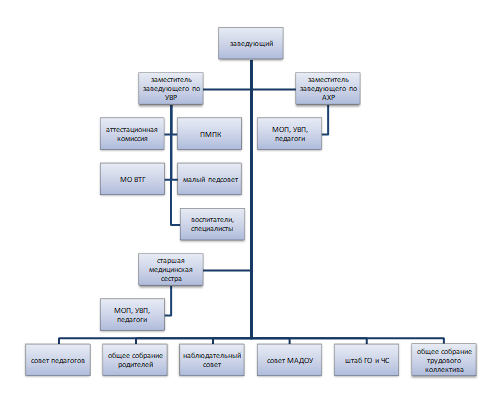 заведующий
заместитель
заведующего по
УВР
заместитель
заведующего по
АХР
аттестационная
комиссия
ПМПК
МОП, УВП,
педагоги
МО ВТГ
малый педсовет
воспитатели,
специалисты
старшая
медицинская
сестра
МОП, УВП,
педагоги
совет педагогов
общее собрание
родителей
наблюдательный
совет
совет МАДОУ
штаб ГО и ЧС
общее собрание
трудового
коллектива